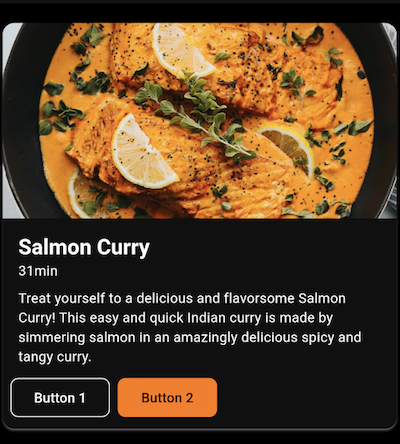 Salmon Curry
31min
Treat yourself to a delicious and flavorsome Salmon
Curry! This easy and quick Indian curry is made by
simmering salmon in an amazingly delicious spicy and
tangy curry.
Button 1
Button 2